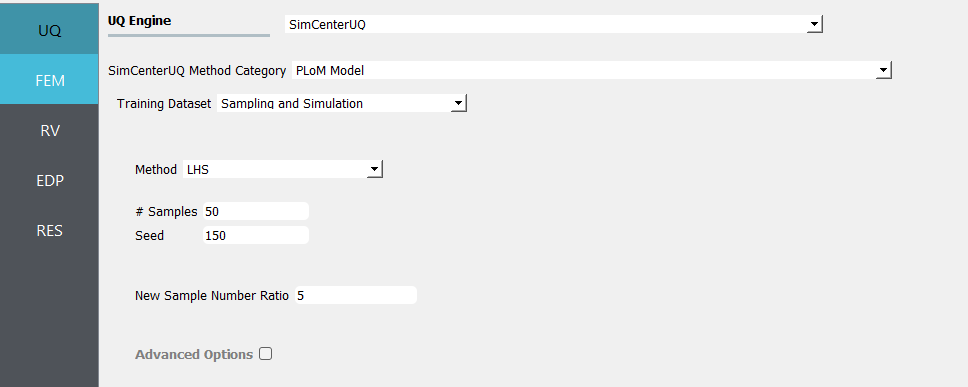 UQ
FEM
RV
EDP
RES
UQ Engine SimCenterUQ
SimCenterUQ Method Category PLoM Model
Training Dataset Sampling and Simulation
Method LHS
# Samples 50
Seed 150
New Sample Number Ratio 5
Advanced Options